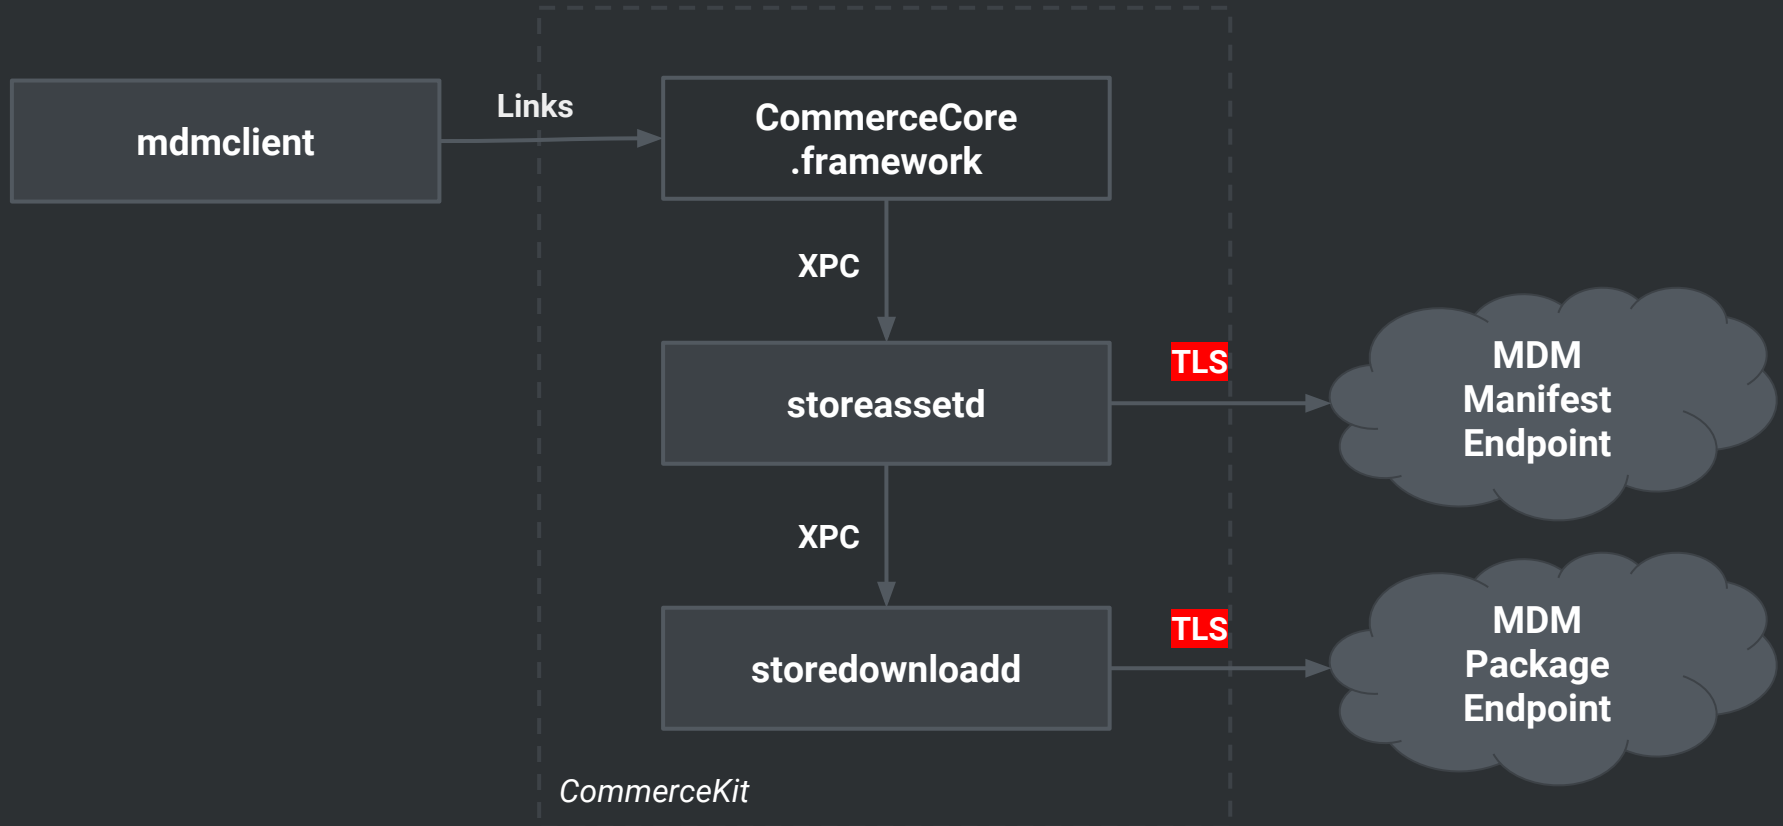 mdmclient
Links
CommerceCore
.framework
XPC
storeassetd
TLS
MDM
Manifest
Endpoint
XPC
storedownloadd
TLS
MDM
Package
Endpoint
CommerceKit